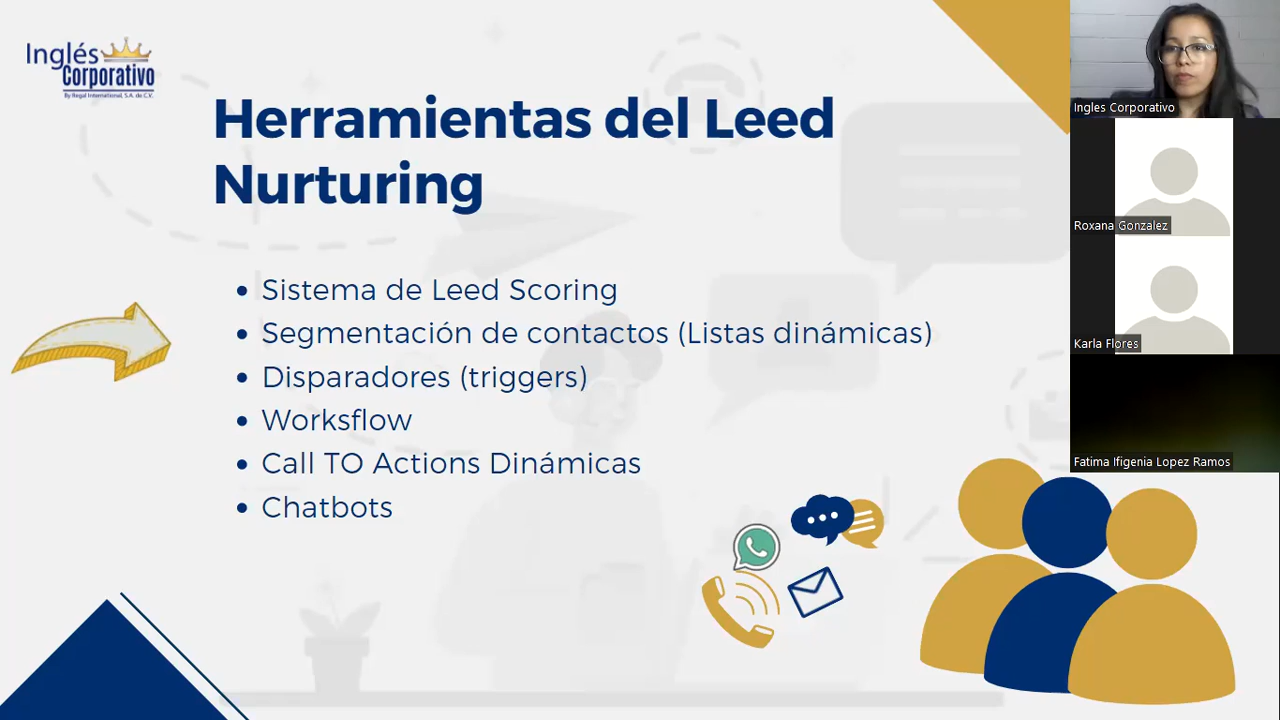 Inglés
Corporativo
By Regal International, S.A. de C.V.
Herramientas del Leed
Nurturing
• Sistema de Leed Scoring
• Segmentación de contactos (Listas dinámicas)
• Disparadores (triggers)
• Worksflow
• Call TO Actions Dinámicas
• Chatbots
Ingles Corporativo
Roxana Gonzalez
Karla Flores
Fatima Ifigenia Lopez Ramos